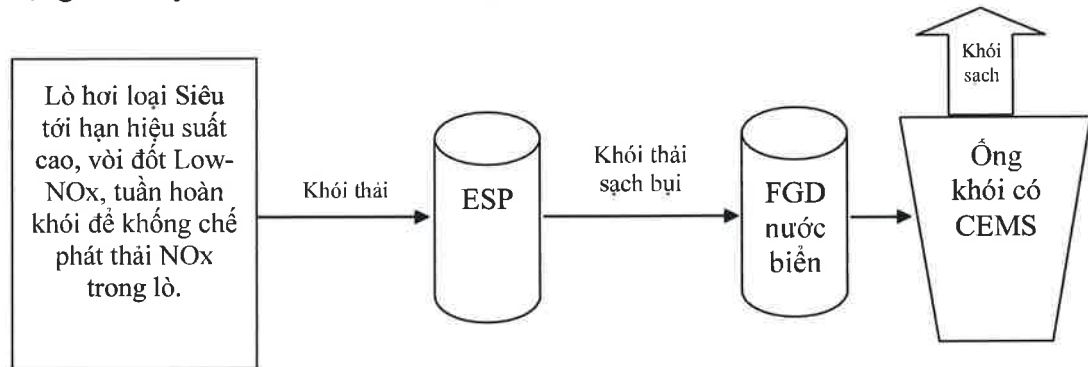 Lò hơi loại Siêu
tới hạn hiệu suất
cao, vòi đốt Low-
NOx, tuần hoàn
khói để khống chế
phát thải NOx
trong lò.
Khói thải
ESP
Khói thải
sạch bụi
FGD
nước
biển
Khói
sạch
Ống
khói có
CEMS